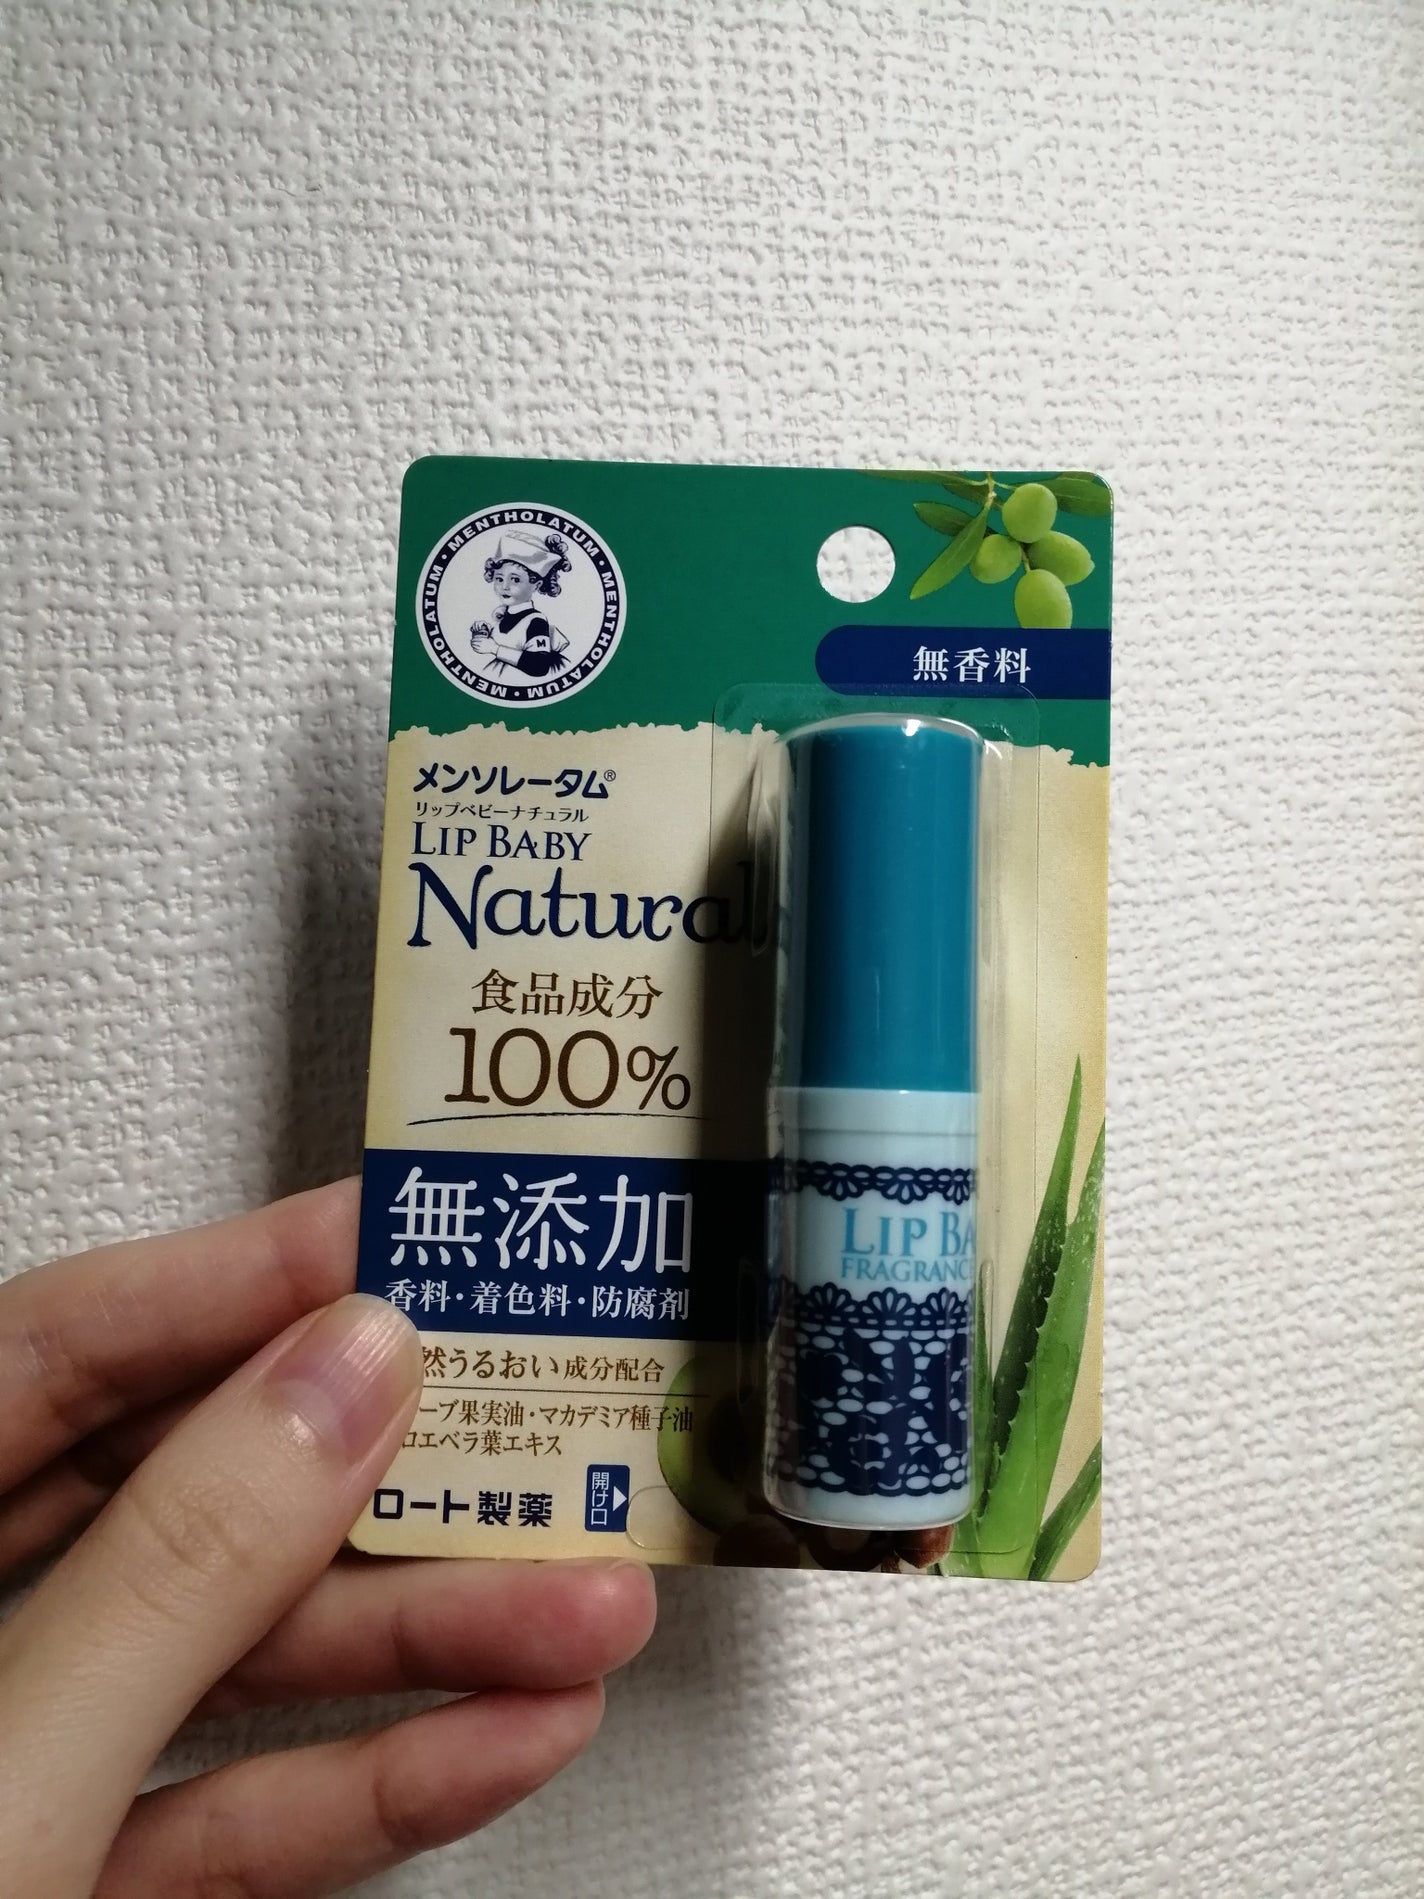 MENTHOLATUM · MENTHOLATUM · MENTHOLATUM · MENTHOLATUM ·
M
無香料
メンソレータム®
リップベビーナチュラル
LIP BABY
Natural
食品成分
100%
無添加
香料・着色料・防腐剤
然うるおい成分配合
ーブ果実油・マカデミア種子油
ロエベラ葉エキス
ロート製薬
開け口
LIP BA
FRAGRANC